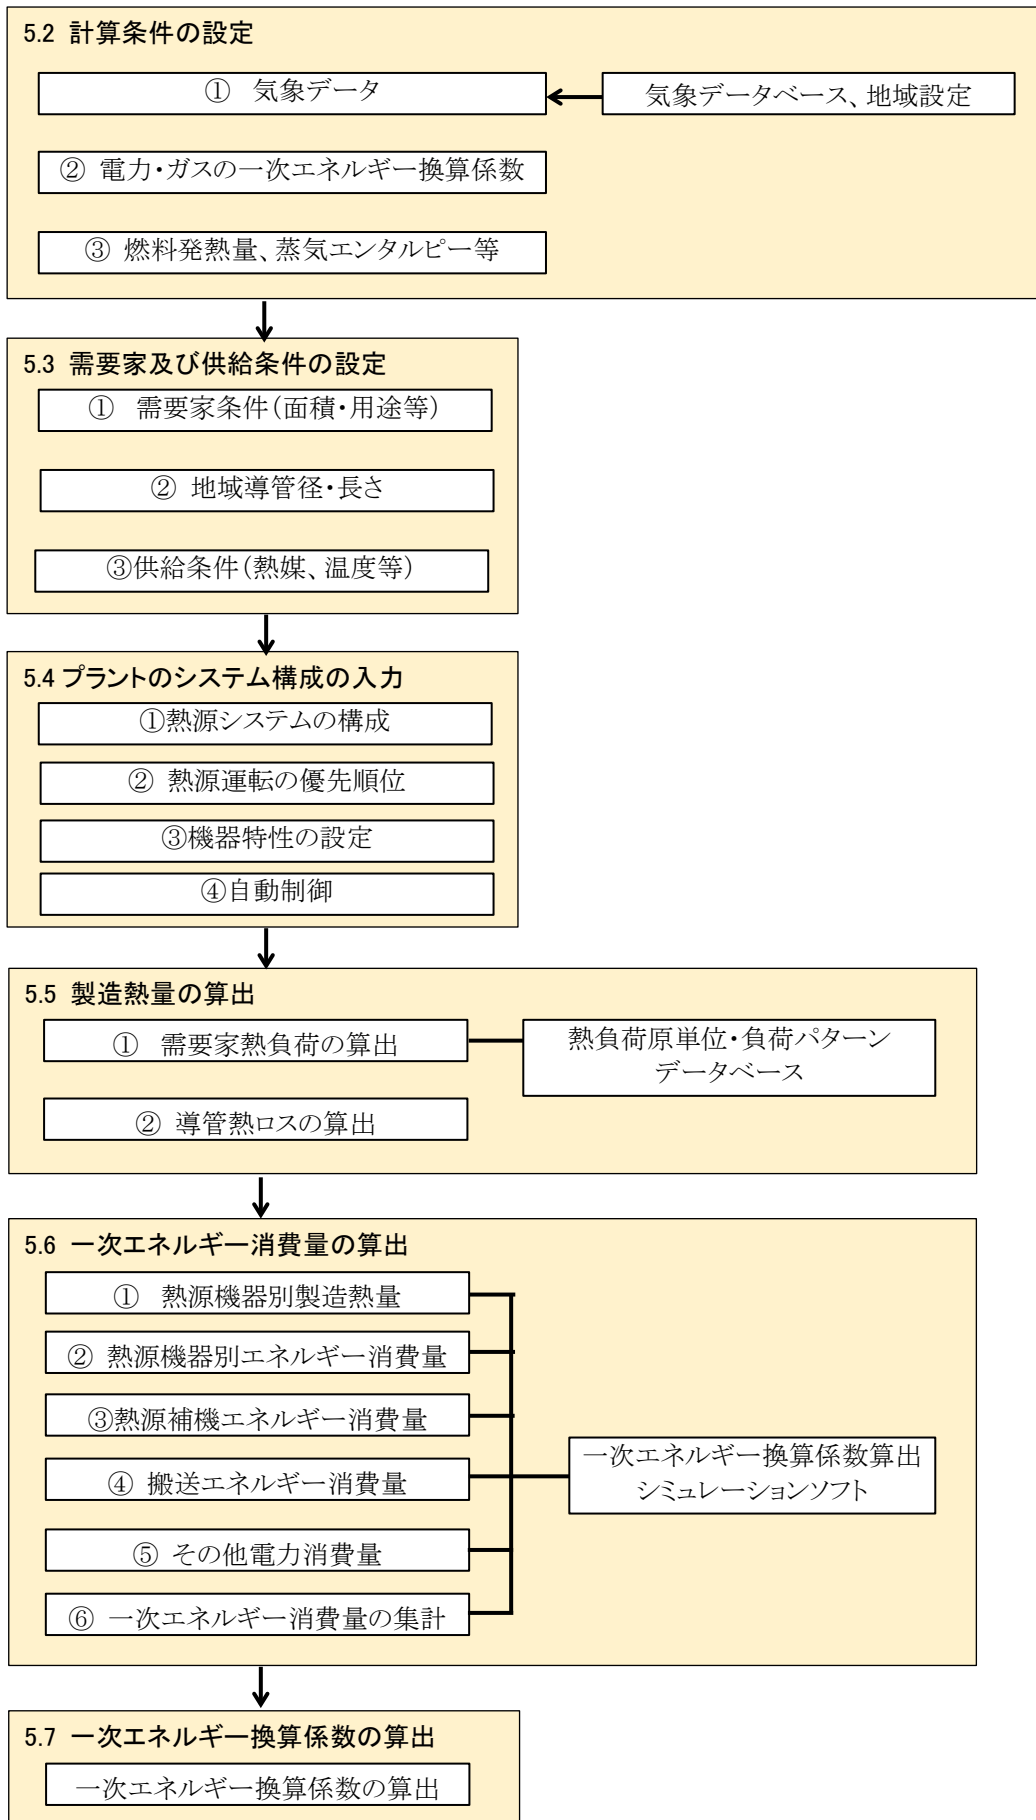 5.2 計算条件の設定
① 気象データ
気象データベース、地域設定
② 電力・ガスの一次エネルギー換算係数
③ 燃料発熱量、蒸気エンタルピー等
5.3 需要家及び供給条件の設定
① 需要家条件(面積・用途等)
② 地域導管径・長さ
③供給条件(熱媒、温度等)
5.4 プラントのシステム構成の入力
①熱源システムの構成
② 熱源運転の優先順位
③機器特性の設定
④自動制御
5.5 製造熱量の算出
① 需要家熱負荷の算出
熱負荷原単位・負荷パターン
データベース
② 導管熱ロスの算出
5.6 一次エネルギー消費量の算出
① 熱源機器別製造熱量
② 熱源機器別エネルギー消費量
③熱源補機エネルギー消費量
④ 搬送エネルギー消費量
一次エネルギー換算係数算出
シミュレーションソフト
⑤ その他電力消費量
⑥ 一次エネルギー消費量の集計
5.7 一次エネルギー換算係数の算出
一次エネルギー換算係数の算出